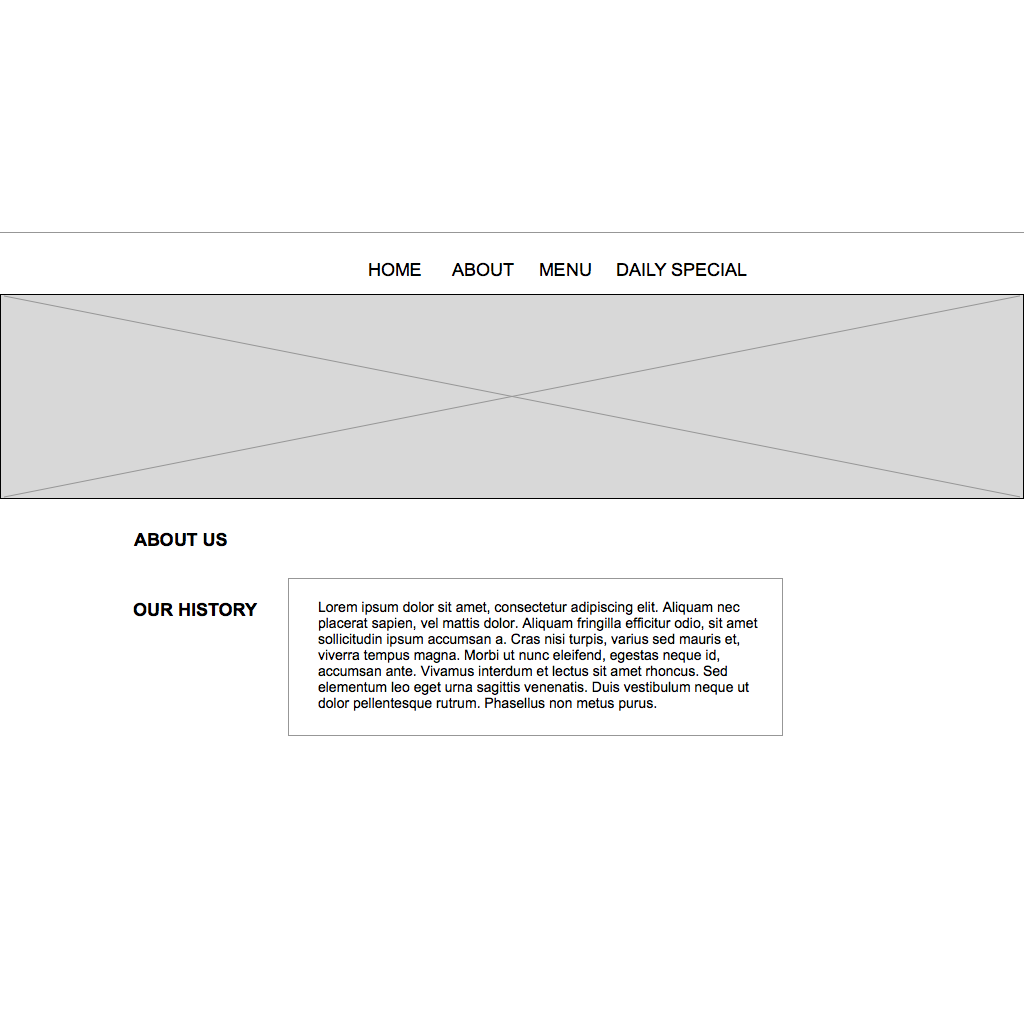 HOME ABOUT MENU DAILY SPECIAL
ABOUT US
OUR HISTORY
Lorem ipsum dolor sit amet, consectetur adipiscing elit. Aliquam nec
placerat sapien, vel mattis dolor. Aliquam fringilla efficitur odio, sit amet
sollicitudin ipsum accumsan a. Cras nisi turpis, varius sed mauris et,
viverra tempus magna. Morbi ut nunc eleifend, egestas neque id,
accumsan ante. Vivamus interdum et lectus sit amet rhoncus. Sed
elementum leo eget urna sagittis venenatis. Duis vestibulum neque ut
dolor pellentesque rutrum. Phasellus non metus purus.